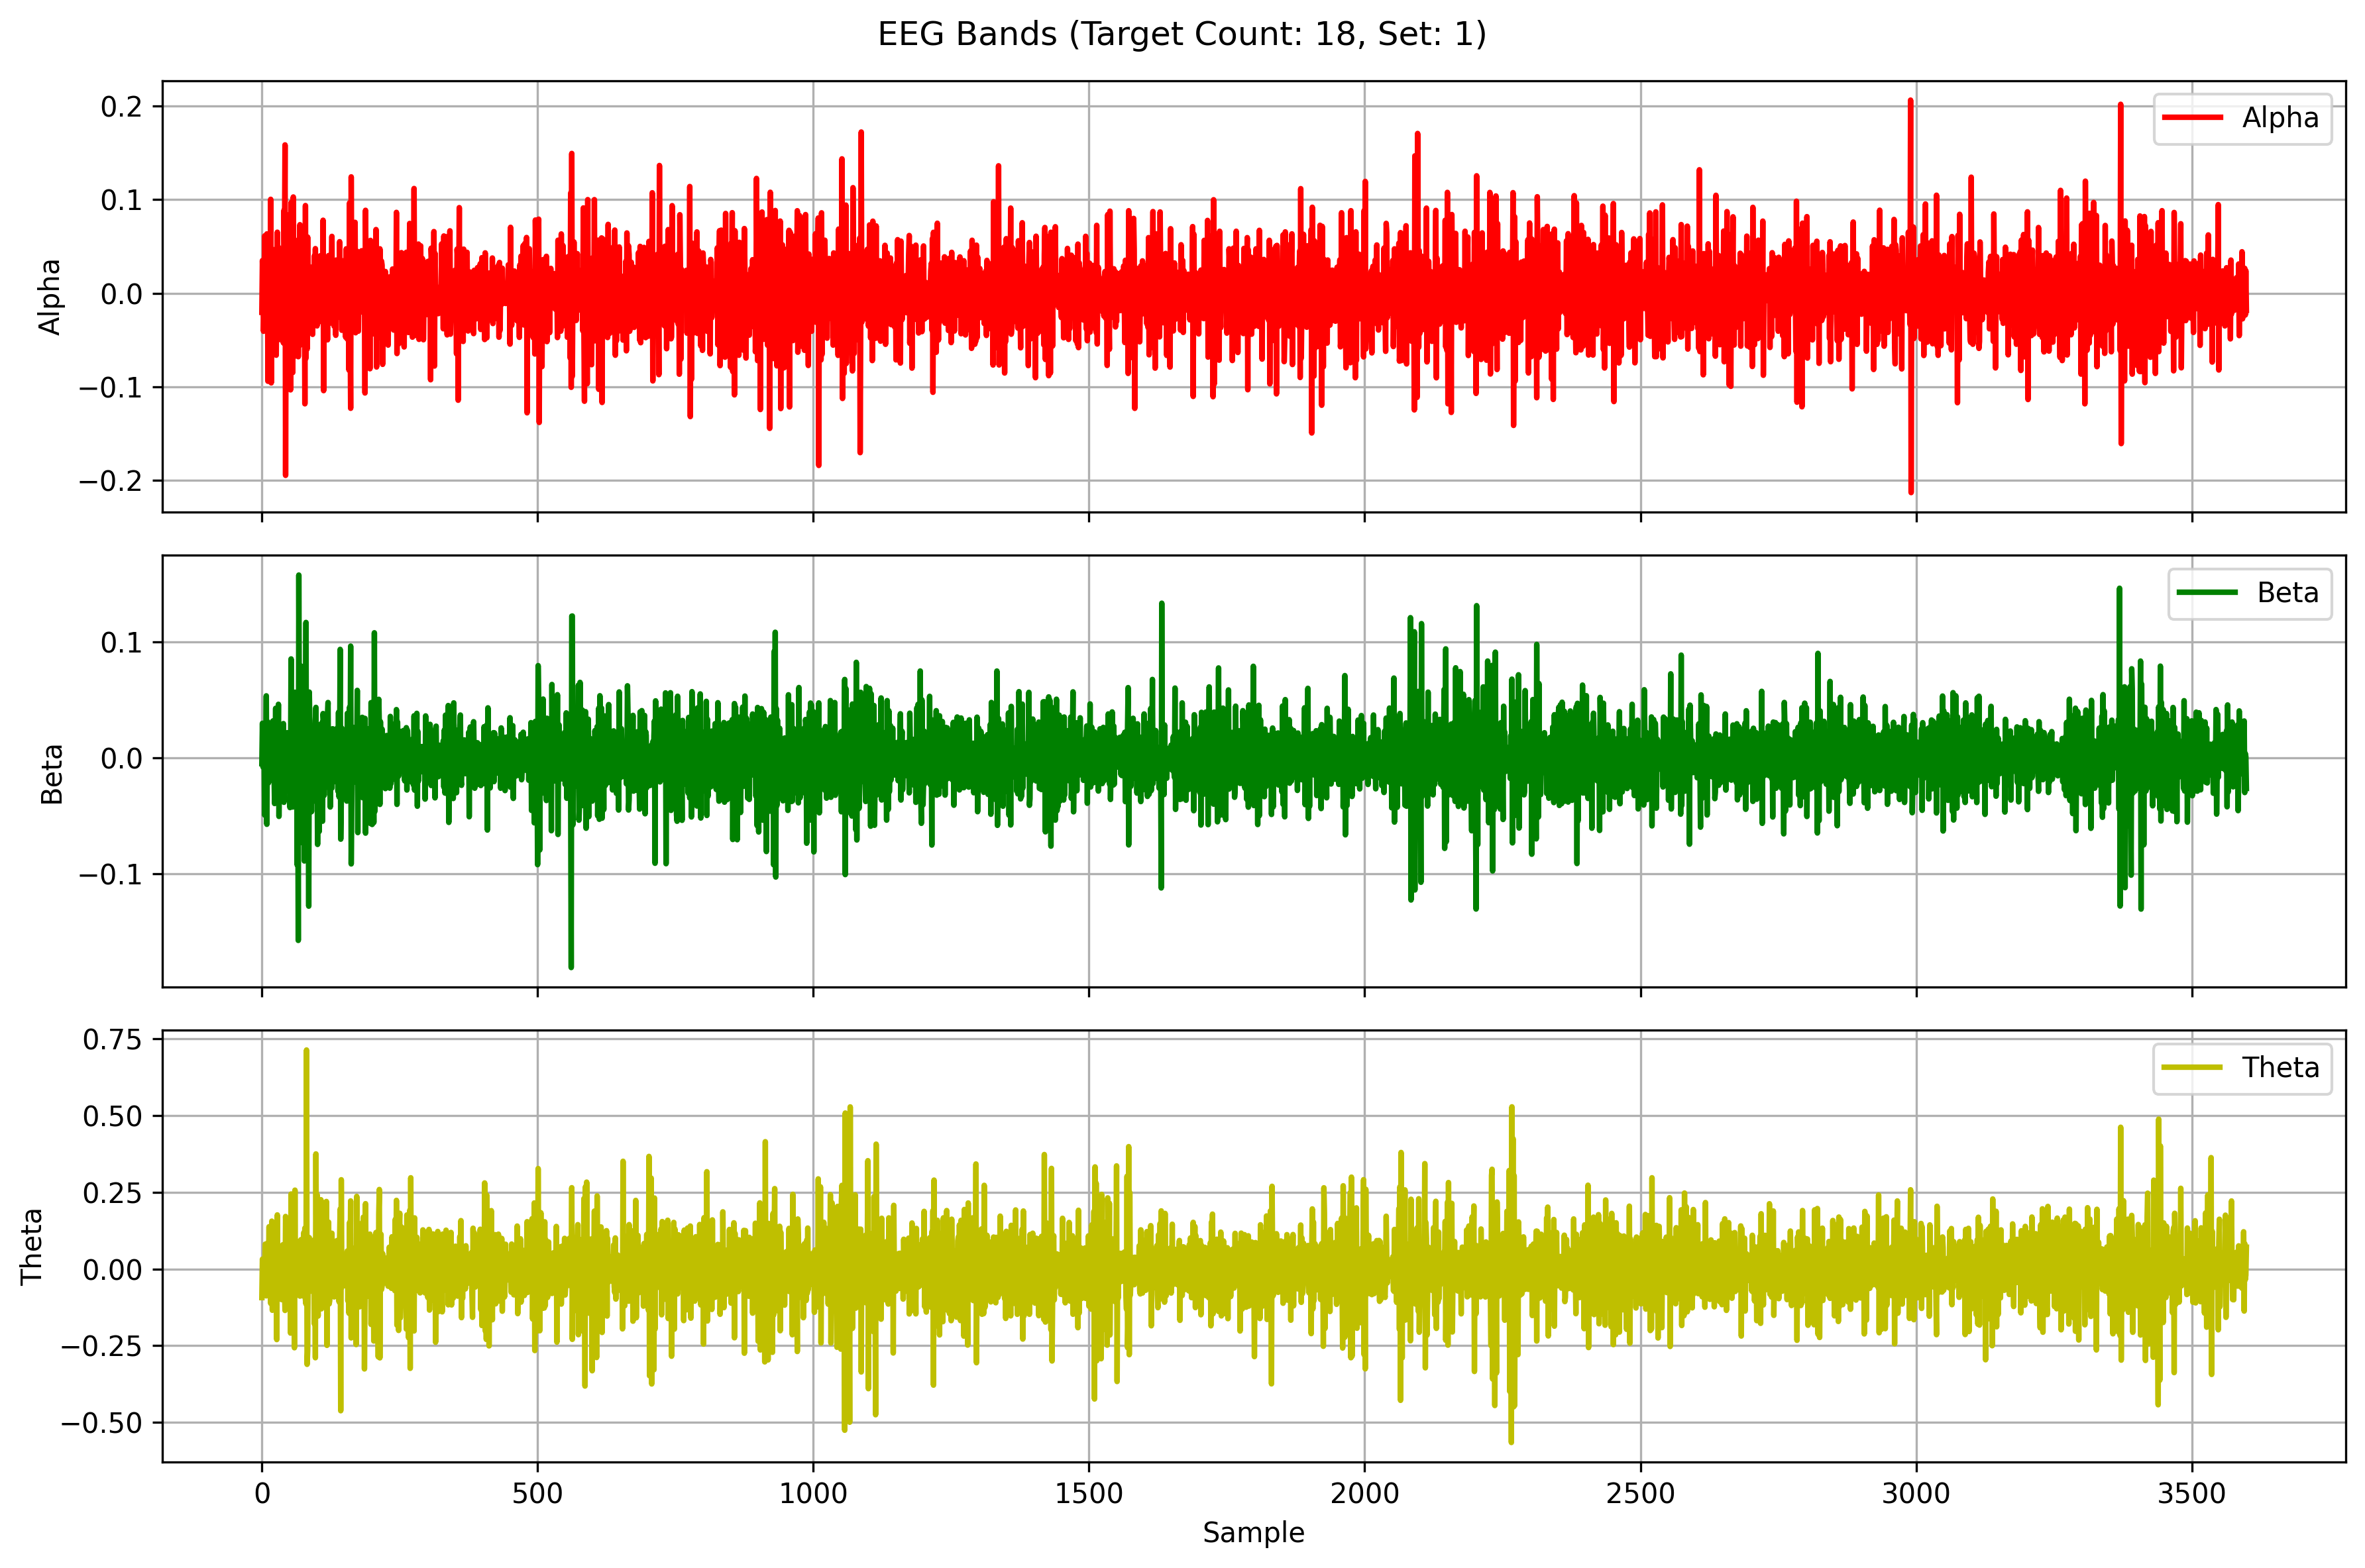 EEG Bands (Target Count: 18, Set: 1)
0.2
0.1
0.0
−0.1
−0.2
Alpha
Alpha
0.1
0.0
−0.1
Beta
Beta
0.75
0.50
0.25
0.00
−0.25
−0.50
Theta
Theta
0 500 1000 1500 2000 2500 3000 3500
Sample